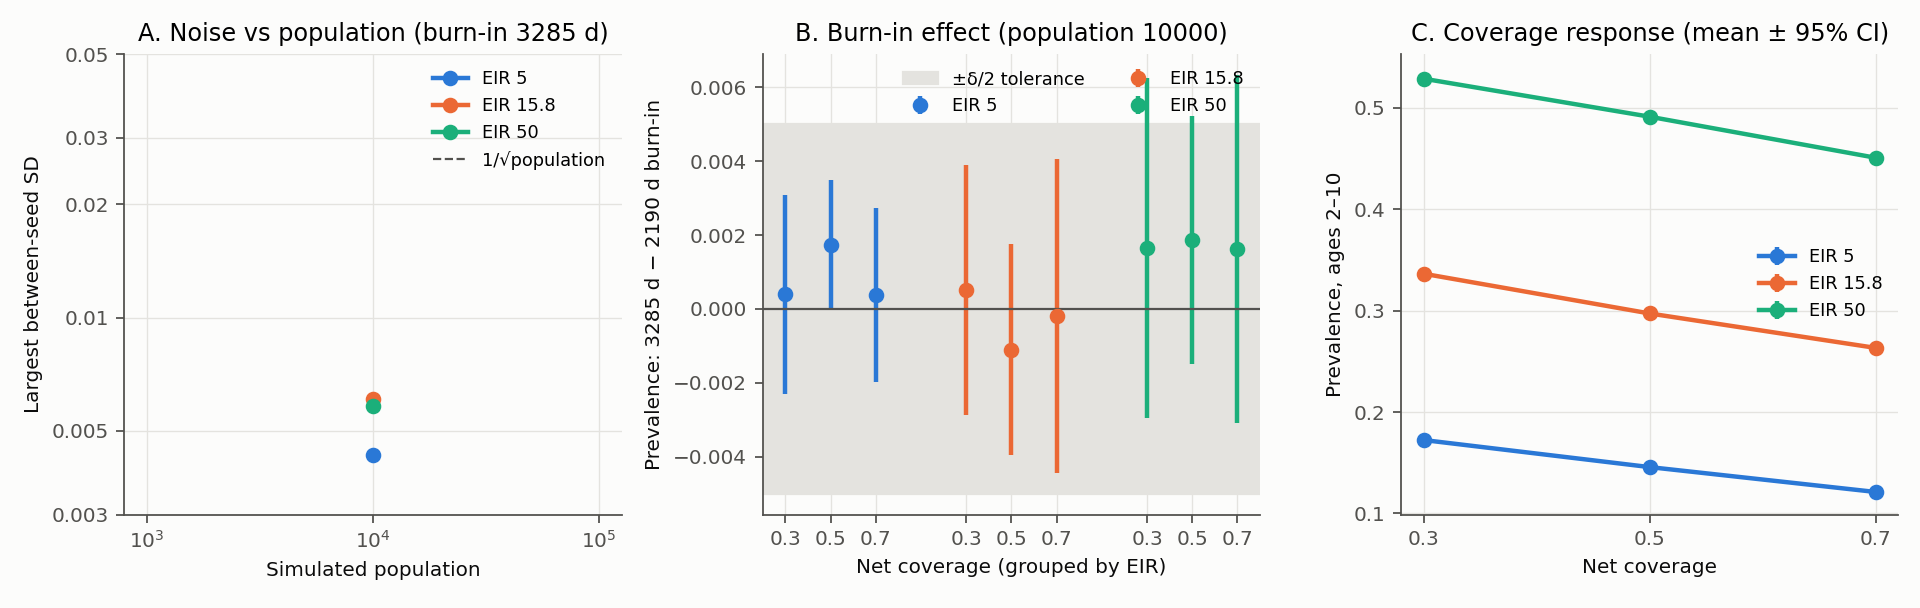 A. Noise vs population (burn-in 3285 d)
Largest between-seed SD
0.05
0.03
0.02
0.01
0.005
0.003
EIR 5
EIR 15.8
EIR 50
1/√population
10³
10⁴
10⁵
Simulated population
B. Burn-in effect (population 10000)
Prevalence: 3285 d − 2190 d burn-in
0.006
0.004
0.002
0.000
−0.002
−0.004
±δ/2 tolerance
EIR 5
EIR 15.8
EIR 50
0.3 0.5 0.7 0.3 0.5 0.7 0.3 0.5 0.7
Net coverage (grouped by EIR)
C. Coverage response (mean ± 95% CI)
Prevalence, ages 2–10
0.5
0.4
0.3
0.2
0.1
EIR 5
EIR 15.8
EIR 50
0.3
0.5
0.7
Net coverage